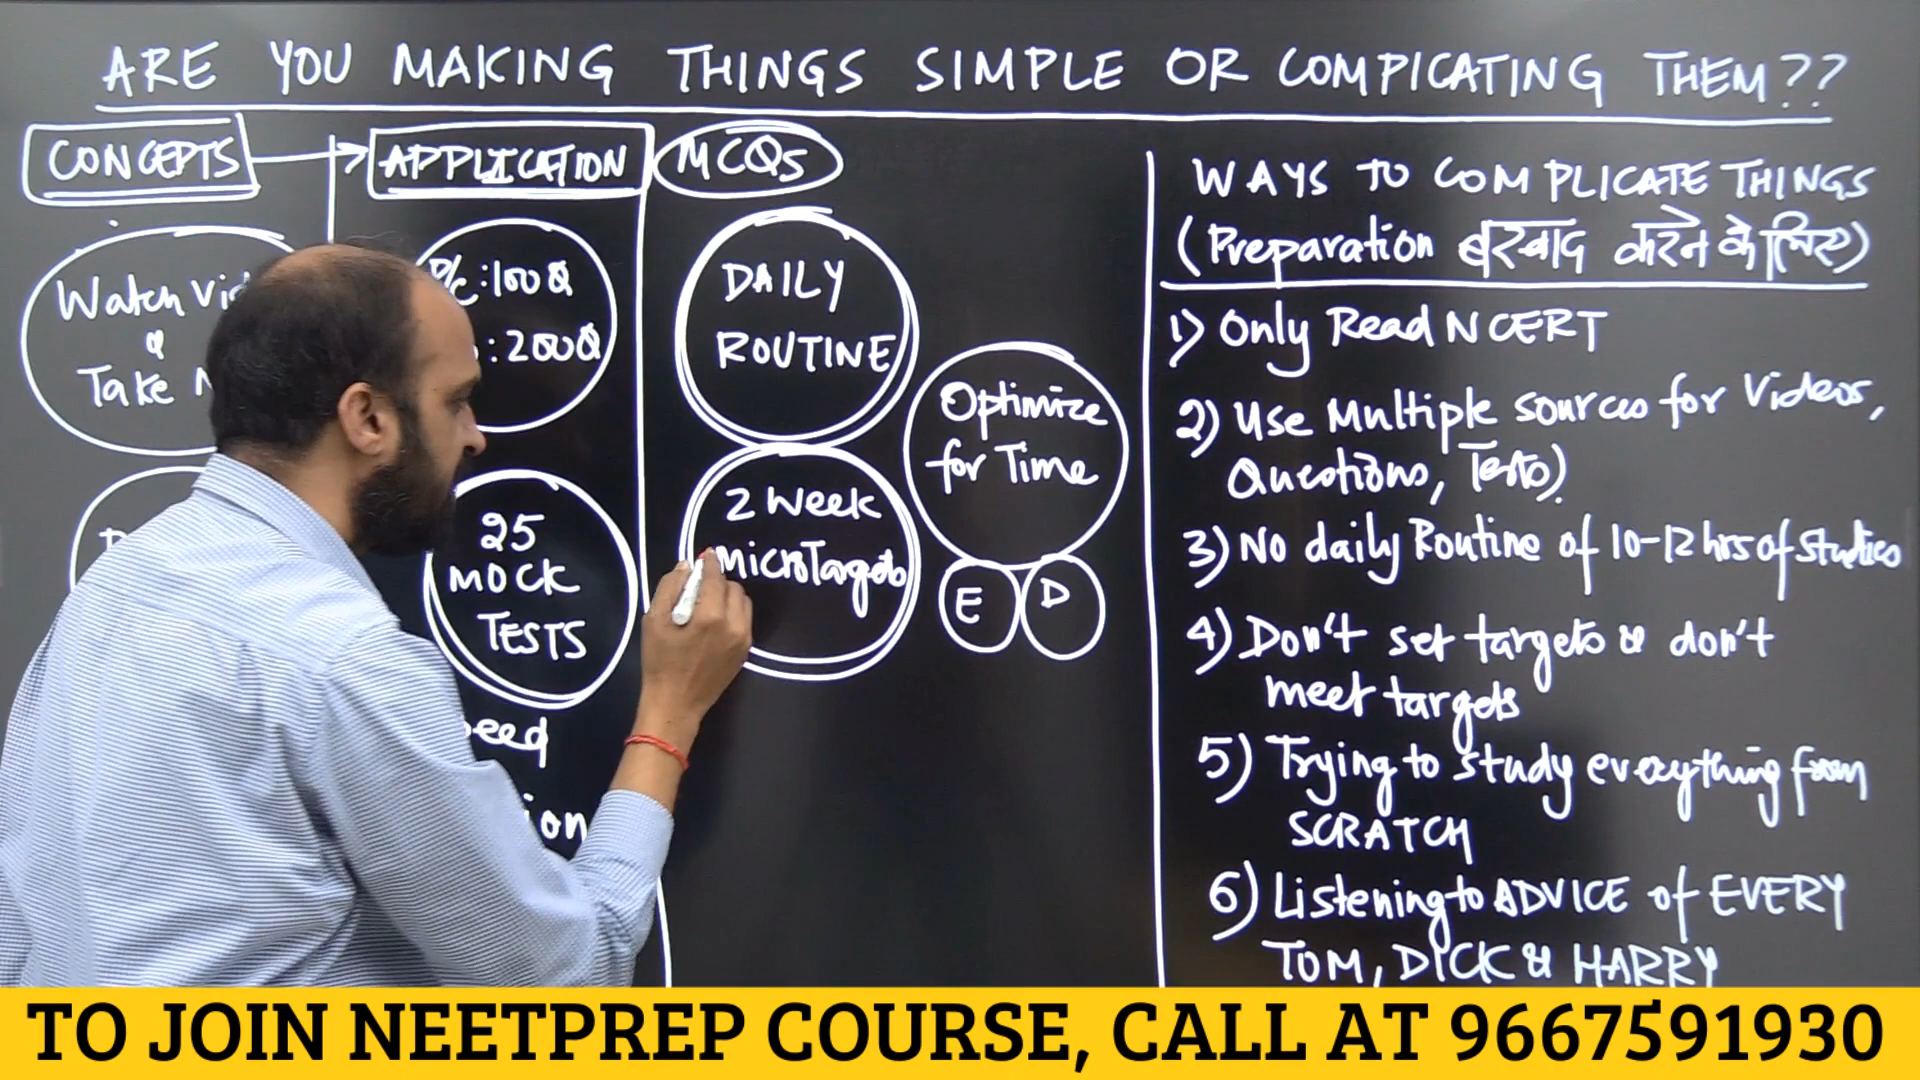 ARE YOU MAKING THINGS SIMPLE OR COMPICATING THEM??
CONCEPTS
APPLICATION
MCQs
Watch Vid
&
Take N
P/C :100Q
: 200Q
25
MOCK
TESTS
eed
ion
DAILY
ROUTINE
2 Week
MicroTargets
Optimize
for Time
E
D
WAYS TO COMPLICATE THINGS
(Preparation बरबाद करने के लिए)
1) Only Read NCERT
2) Use Multiple sources for Videos,
Questions, Tests).
3) No daily Routine of 10-12 hrs of studies
4) Don't set targets & don't
meet targets
5) Trying to study everything from
SCRATCH
6) Listening to ADVICE of EVERY
TOM, DICK & HARRY
TO JOIN NEETPREP COURSE, CALL AT 9667591930